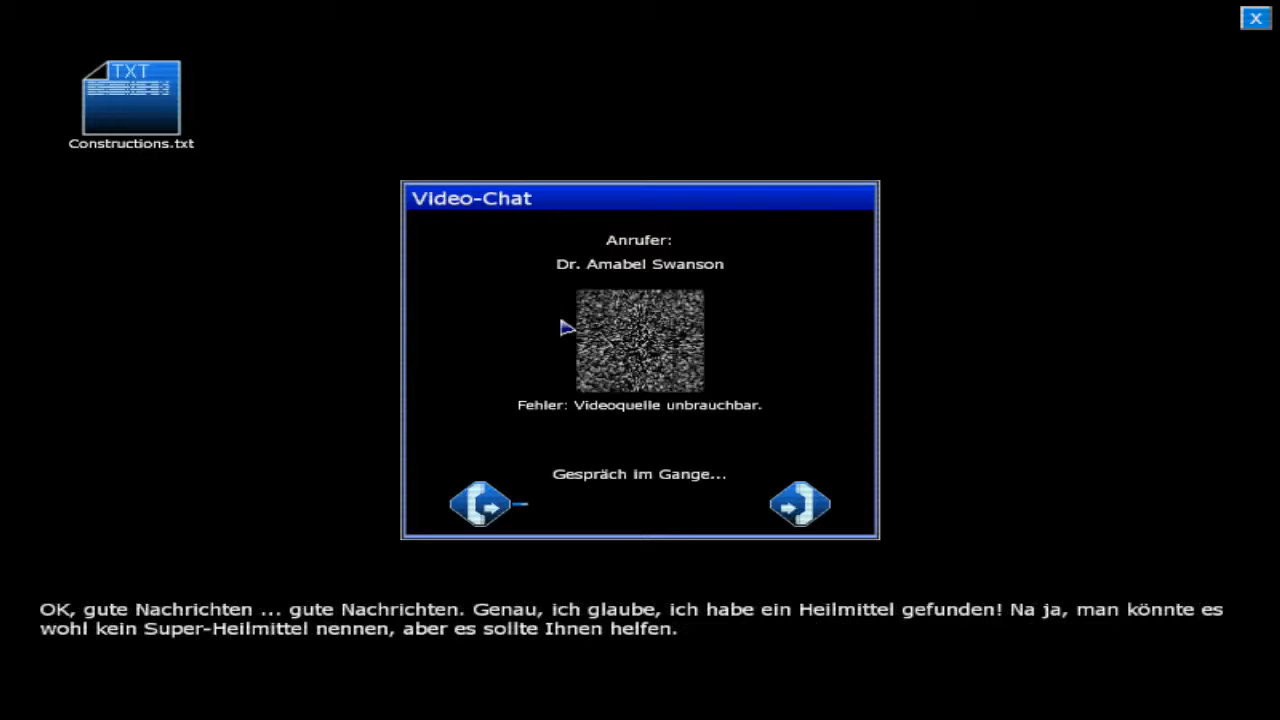 X
TXT
Constructions.txt
Video-Chat
Anrufer:
Dr. Amabel Swanson
Fehler: Videoquelle unbrauchbar.
Gespräch im Gange...
OK, gute Nachrichten ... gute Nachrichten. Genau, ich glaube, ich habe ein Heilmittel gefunden! Na ja, man könnte es
wohl kein Super-Heilmittel nennen, aber es sollte Ihnen helfen.